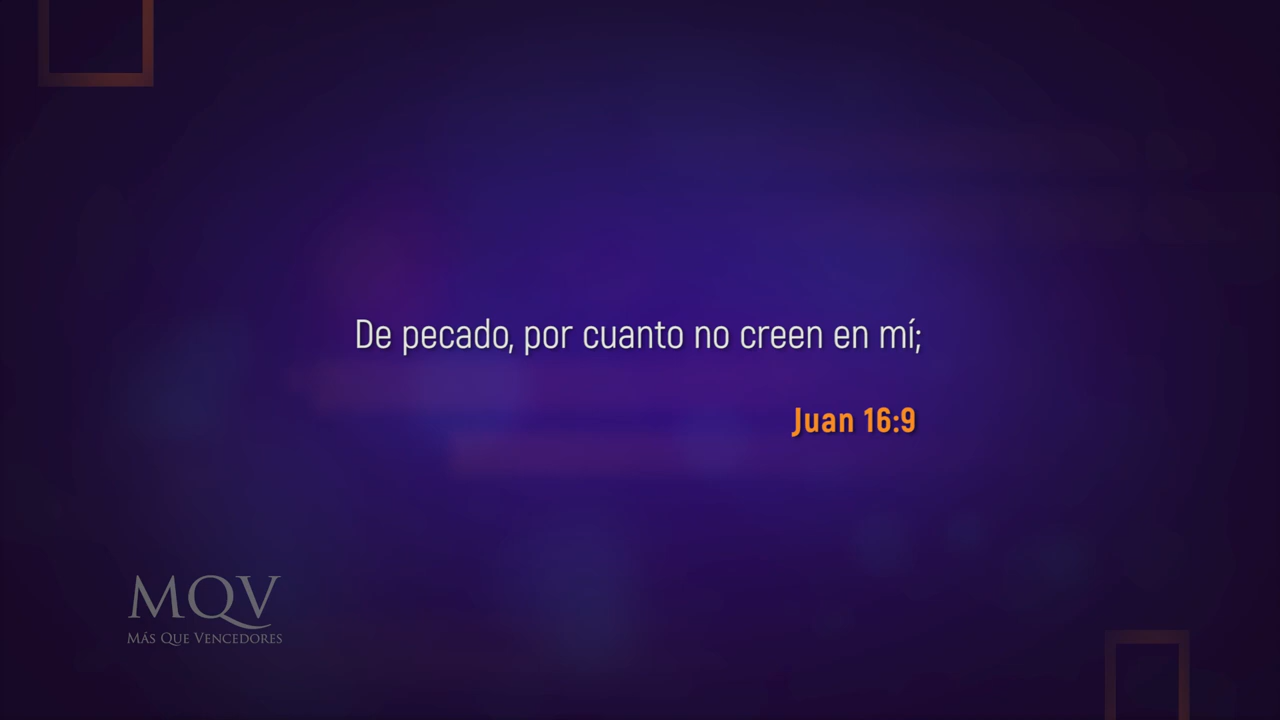 De pecado, por cuanto no creen en mí;
Juan 16:9
MQV
Más Que Vencedores